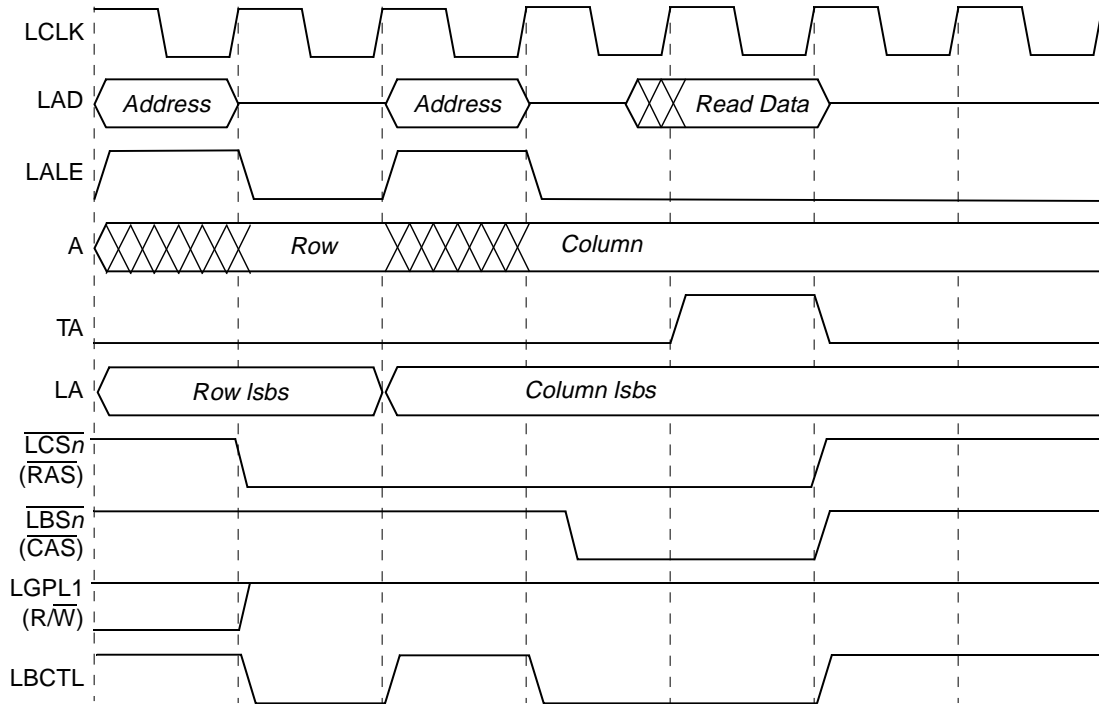 LCLK
LAD Address Address Read Data
LALE
A Row Column
TA
LA Row lsbs Column lsbs
LCSn
(RAS)
LBSn
(CAS)
LGPL1
(R/W)
LBCTL